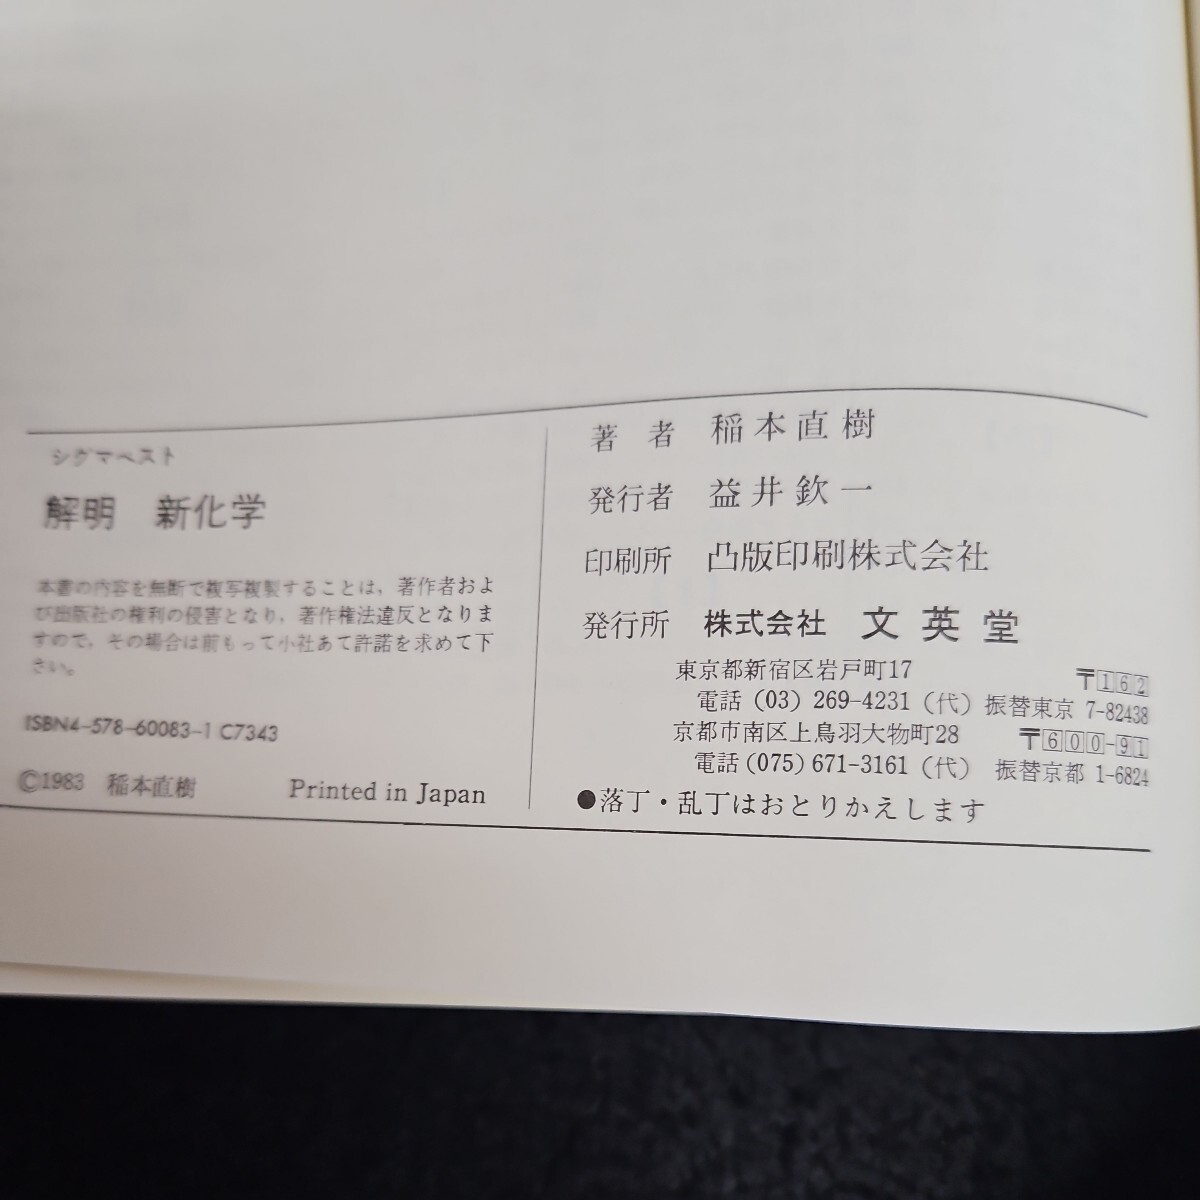 シグマベスト
解明　新化学
本書の内容を無断で複写複製することは，著作者およ
び出版社の権利の侵害となり，著作権法違反となりま
すので，その場合は前もって小社あて許諾を求めて下
さい。
ISBN4-578-60083-1 C7343
©1983　稲本直樹　Printed in Japan
著　者　稲本直樹
発行者　益井欽一
印刷所　凸版印刷株式会社
発行所　株式会社　文英堂
東京都新宿区岩戸町17　〒162
電話（03）269-4231（代）振替東京 7-82438
京都市南区上鳥羽大物町28　〒600-91
電話（075）671-3161（代）　振替京都 1-6824
●落丁・乱丁はおとりかえします